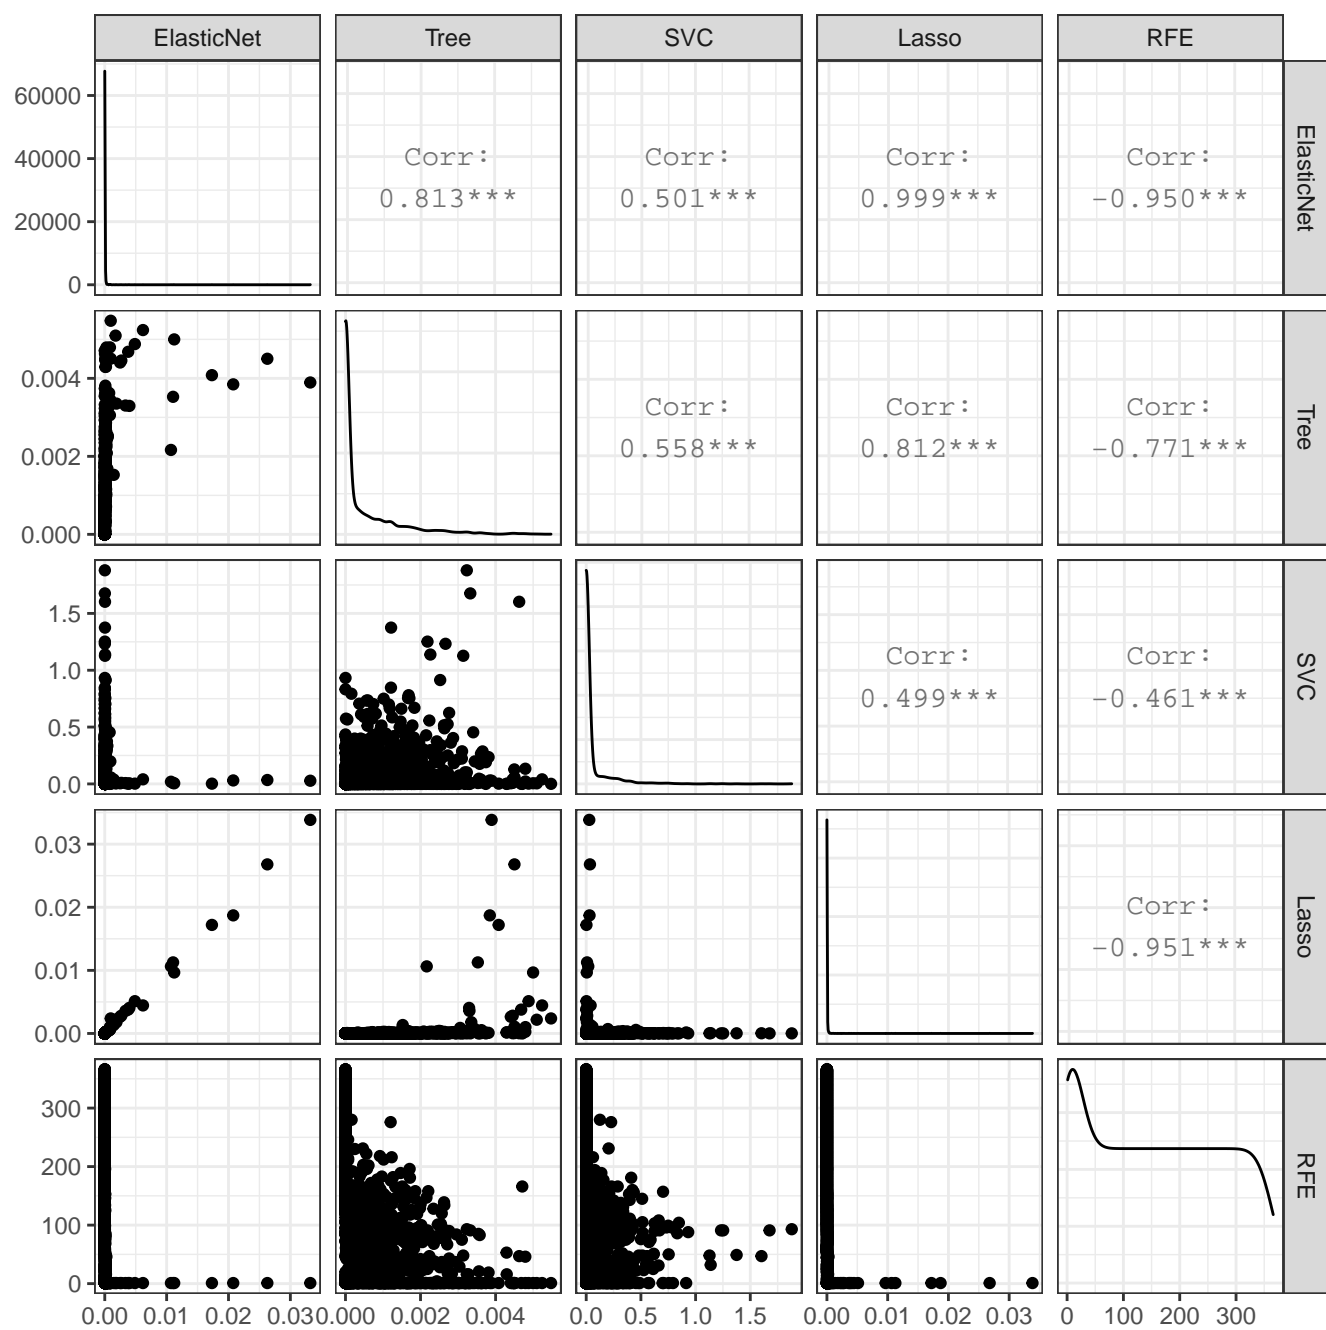 ElasticNet Tree SVC Lasso RFE
60000
40000
20000
0
Corr:
0.813***
Corr:
0.501***
Corr:
0.999***
Corr:
-0.950***
ElasticNet
0.004
0.002
0.000
Corr:
0.558***
Corr:
0.812***
Corr:
-0.771***
Tree
1.5
1.0
0.5
0.0
Corr:
0.499***
Corr:
-0.461***
SVC
0.03
0.02
0.01
0.00
Corr:
-0.951***
Lasso
300
200
100
0
RFE
0.00 0.01 0.02 0.03 0.000 0.002 0.004 0.0 0.5 1.0 1.5 0.00 0.01 0.02 0.03 0 100 200 300